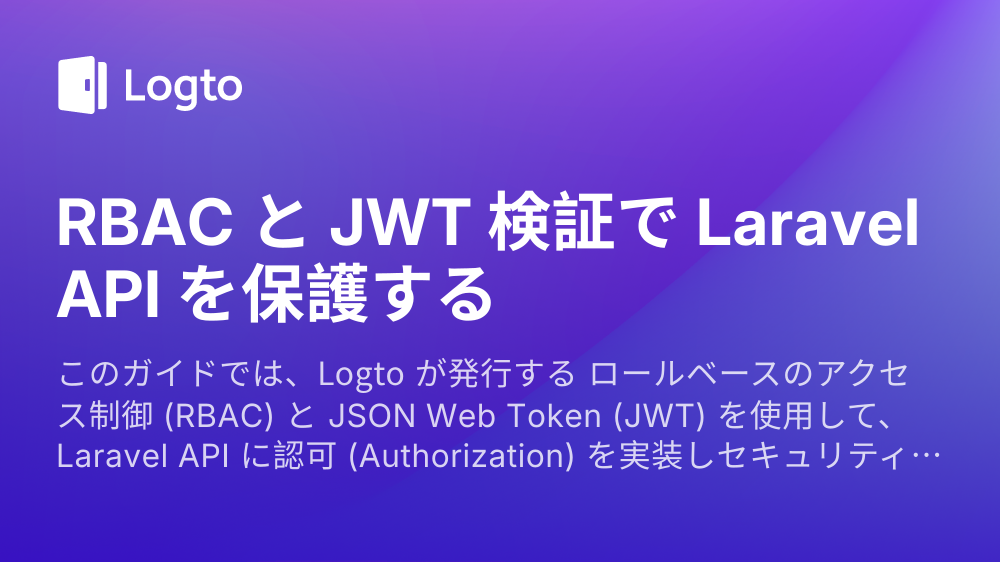 Logto
RBAC と JWT 検証で Laravel
API を保護する
このガイドでは、Logto が発行する ロールベースのアクセ
ス制御 (RBAC) と JSON Web Token (JWT) を使用して、
Laravel API に認可 (Authorization) を実装しセキュリティ…